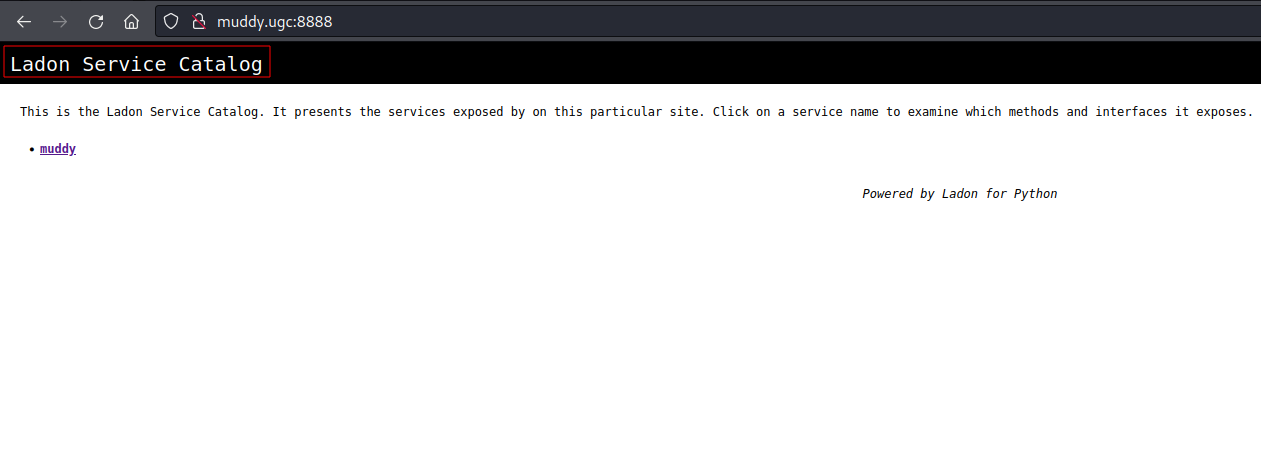 muddy.ugc:8888
Ladon Service Catalog
This is the Ladon Service Catalog. It presents the services exposed by on this particular site. Click on a service name to examine which methods and interfaces it exposes.
• muddy
Powered by Ladon for Python